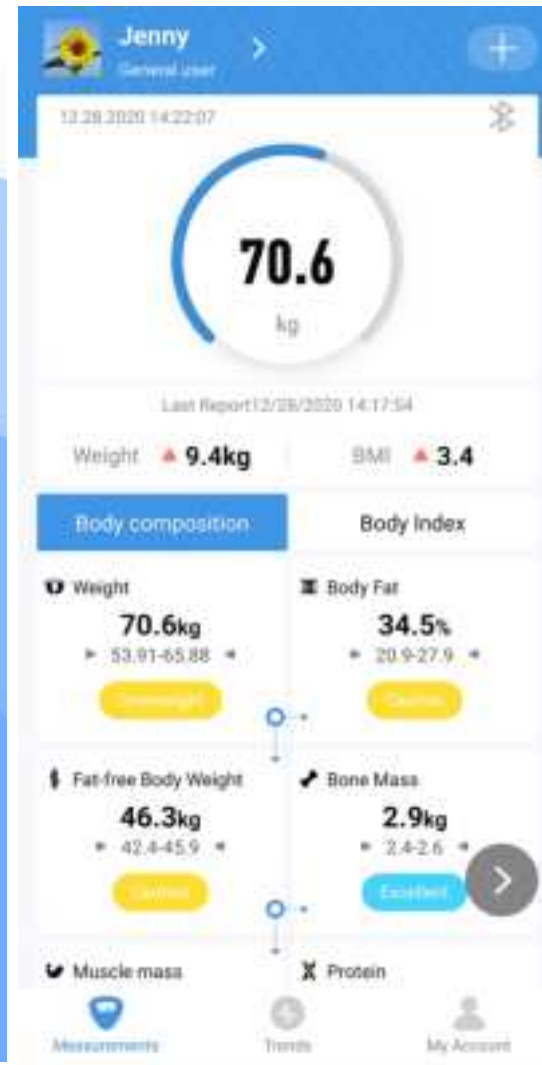 Jenny
General user
12.28.2020 14:22:07
70.6
kg
Last Report12/28/2020 14:17:54
Weight 9.4kg
BMI 3.4
Body composition
Body Index
Weight
70.6kg
53.91-65.88
Overweight
Body Fat
34.5%
20.9-27.9
Caution
Fat-free Body Weight
46.3kg
42.4-45.9
Caution
Bone Mass
2.9kg
2.4-2.6
Excellent
Muscle mass
Protein
Measurements
Trends
My Account